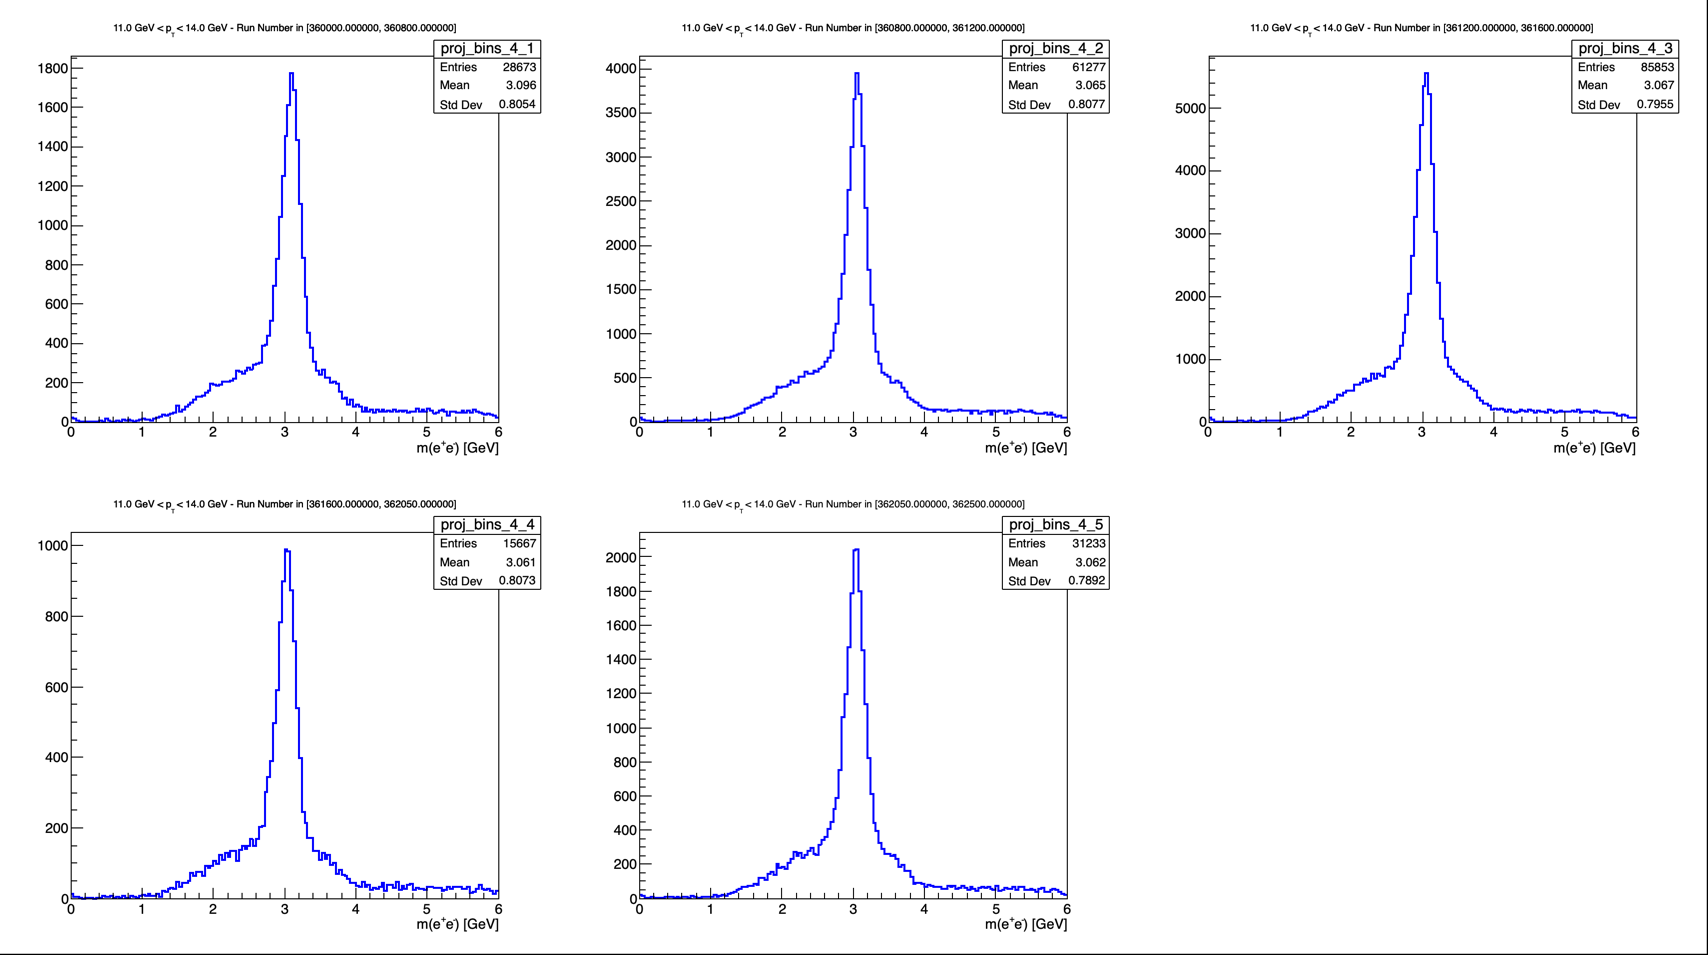 11.0 GeV < p_T < 14.0 GeV - Run Number in [360000.000000, 360800.000000]
proj_bins_4_1
Entries 28673
Mean 3.096
Std Dev 0.8054
1800
1600
1400
1200
1000
800
600
400
200
0
0 1 2 3 4 5 6
m(e⁺e⁻) [GeV]
11.0 GeV < p_T < 14.0 GeV - Run Number in [360800.000000, 361200.000000]
proj_bins_4_2
Entries 61277
Mean 3.065
Std Dev 0.8077
4000
3500
3000
2500
2000
1500
1000
500
0
0 1 2 3 4 5 6
m(e⁺e⁻) [GeV]
11.0 GeV < p_T < 14.0 GeV - Run Number in [361200.000000, 361600.000000]
proj_bins_4_3
Entries 85853
Mean 3.067
Std Dev 0.7955
5000
4000
3000
2000
1000
0
0 1 2 3 4 5 6
m(e⁺e⁻) [GeV]
11.0 GeV < p_T < 14.0 GeV - Run Number in [361600.000000, 362050.000000]
proj_bins_4_4
Entries 15667
Mean 3.061
Std Dev 0.8073
1000
800
600
400
200
0
0 1 2 3 4 5 6
m(e⁺e⁻) [GeV]
11.0 GeV < p_T < 14.0 GeV - Run Number in [362050.000000, 362500.000000]
proj_bins_4_5
Entries 31233
Mean 3.062
Std Dev 0.7892
2000
1800
1600
1400
1200
1000
800
600
400
200
0
0 1 2 3 4 5 6
m(e⁺e⁻) [GeV]